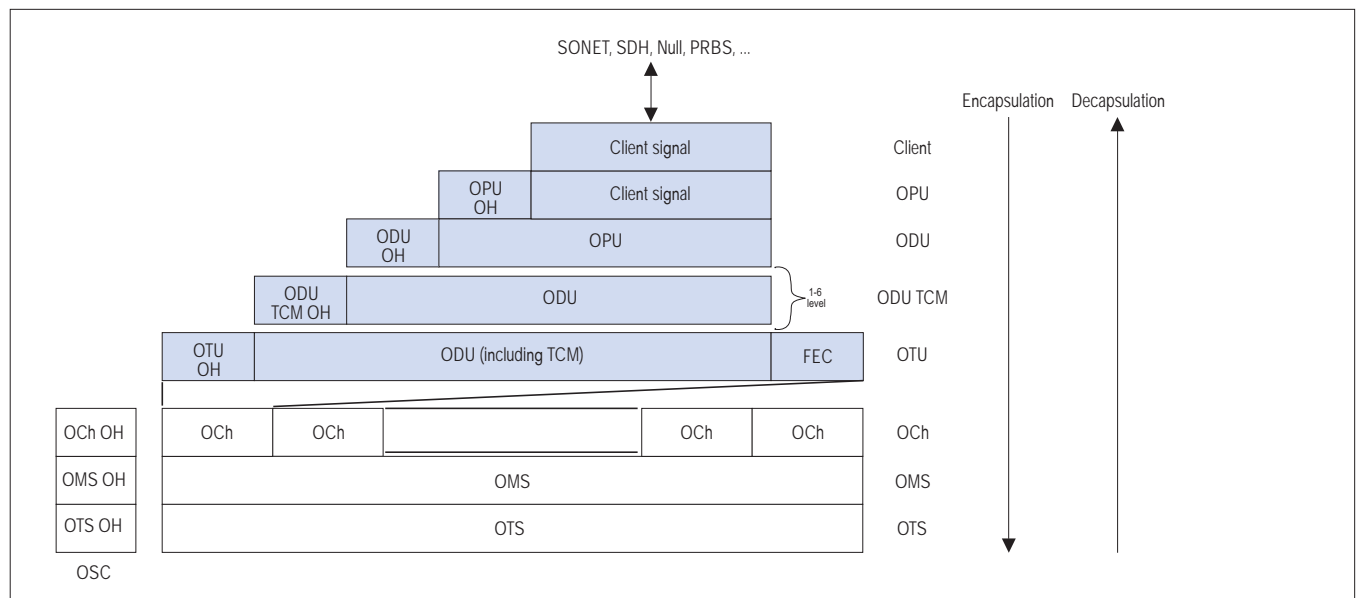 SONET, SDH, Null, PRBS, ...
Encapsulation Decapsulation
Client signal Client
OPU OH Client signal OPU
ODU OH OPU ODU
1-6 level
ODU TCM OH ODU ODU TCM
OTU OH ODU (including TCM) FEC OTU
OCh OH OCh OCh OCh OCh OCh
OMS OH OMS OMS
OTS OH OTS OTS
OSC